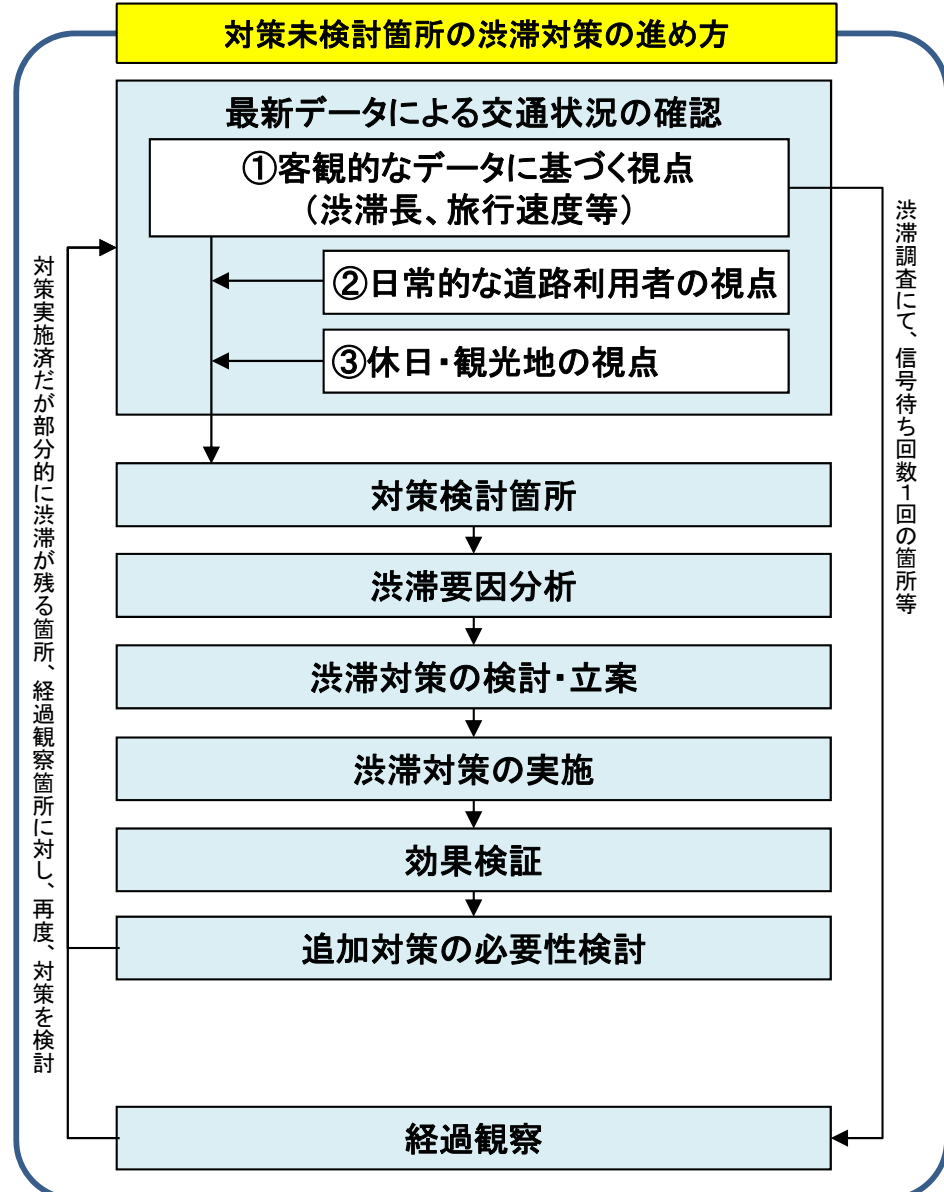 対策未検討箇所の渋滞対策の進め方
最新データによる交通状況の確認
①客観的なデータに基づく視点
（渋滞長、旅行速度等）
②日常的な道路利用者の視点
③休日・観光地の視点
対策検討箇所
渋滞要因分析
渋滞対策の検討・立案
渋滞対策の実施
効果検証
追加対策の必要性検討
経過観察
渋滞調査にて、信号待ち回数１回の箇所等
対策実施済だが部分的に渋滞が残る箇所、経過観察箇所に対し、再度、対策を検討